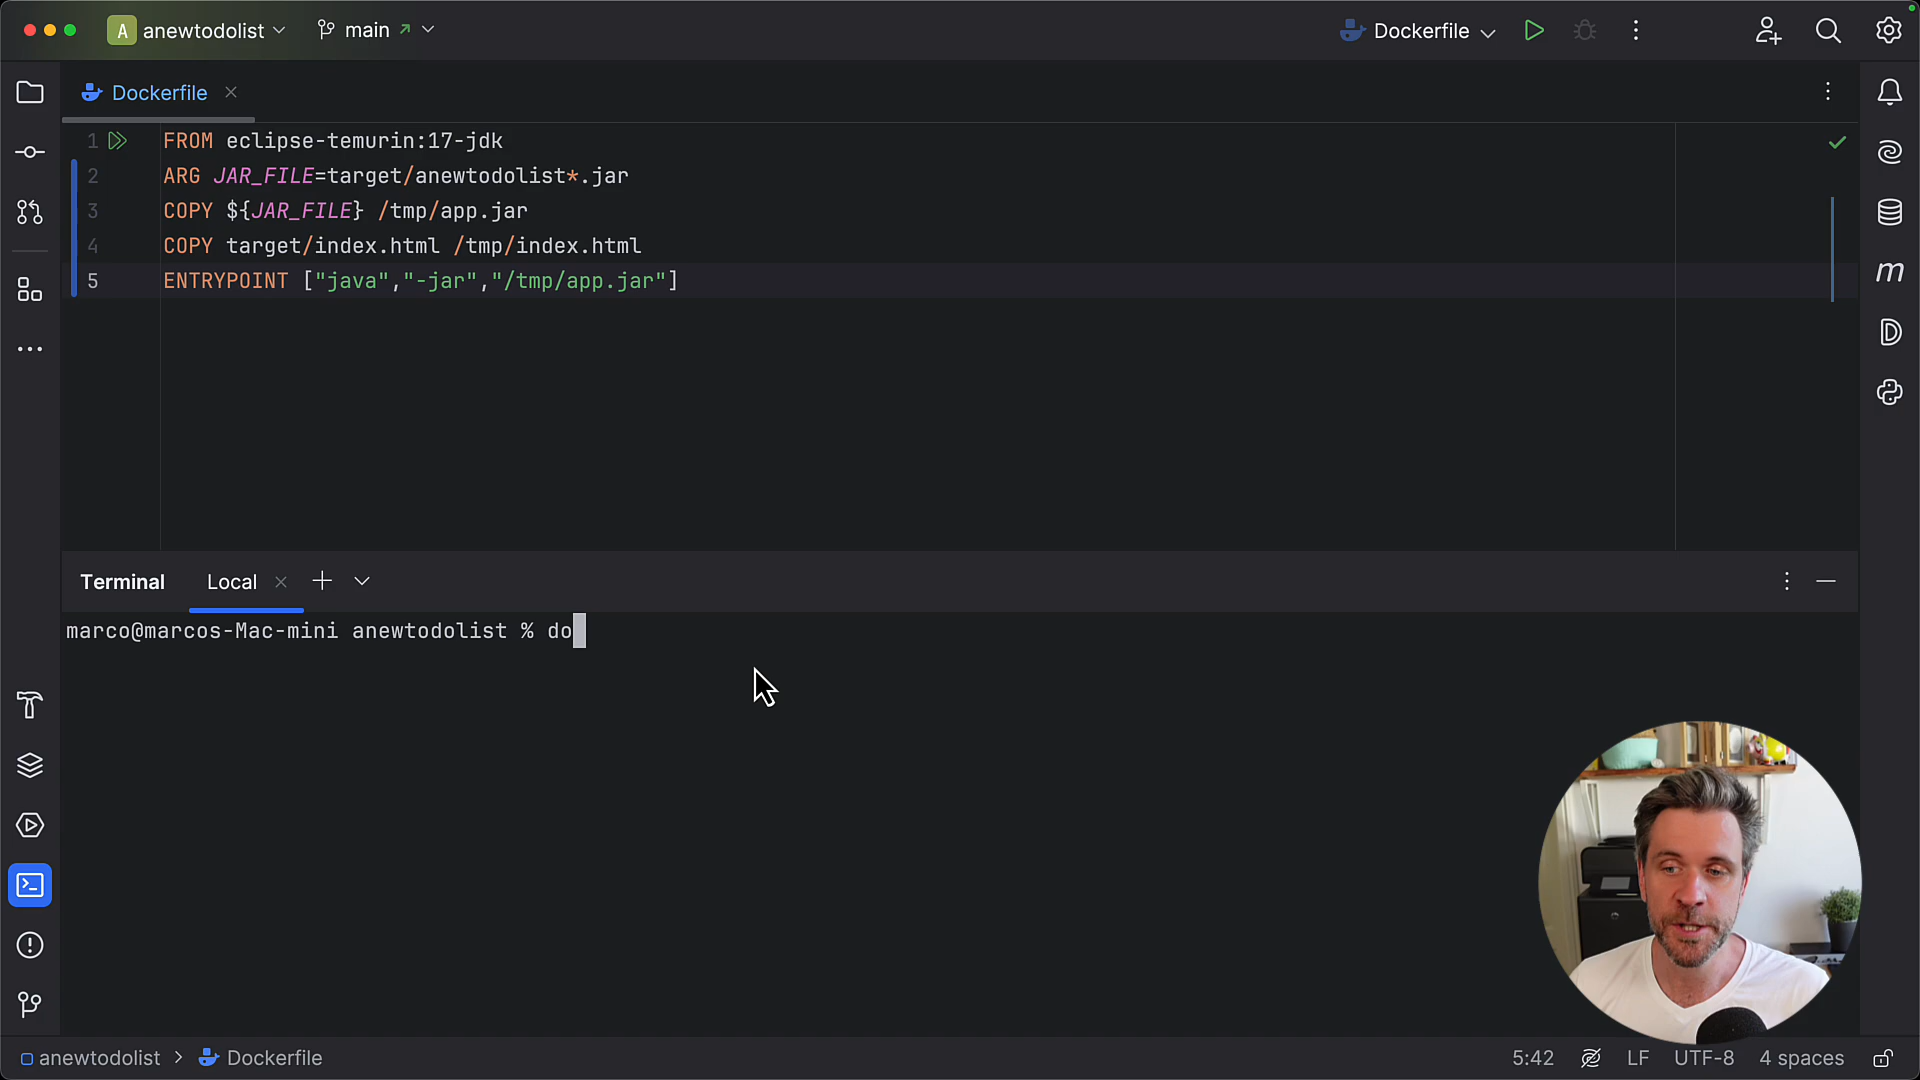 A anewtodolist main Dockerfile
Dockerfile
1 FROM eclipse-temurin:17-jdk
2 ARG JAR_FILE=target/anewtodolist*.jar
3 COPY ${JAR_FILE} /tmp/app.jar
4 COPY target/index.html /tmp/index.html
5 ENTRYPOINT ["java","-jar","/tmp/app.jar"]
Terminal Local
marco@marcos-Mac-mini anewtodolist % do
anewtodolist > Dockerfile 5:42 LF UTF-8 4 spaces